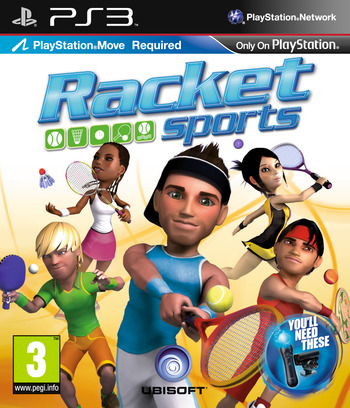 PS3
PlayStation®Network
PlayStation®Move Required
Only On PlayStation®
Racket
sports
YOU'LL
NEED
THESE
3
www.pegi.info
UBISOFT